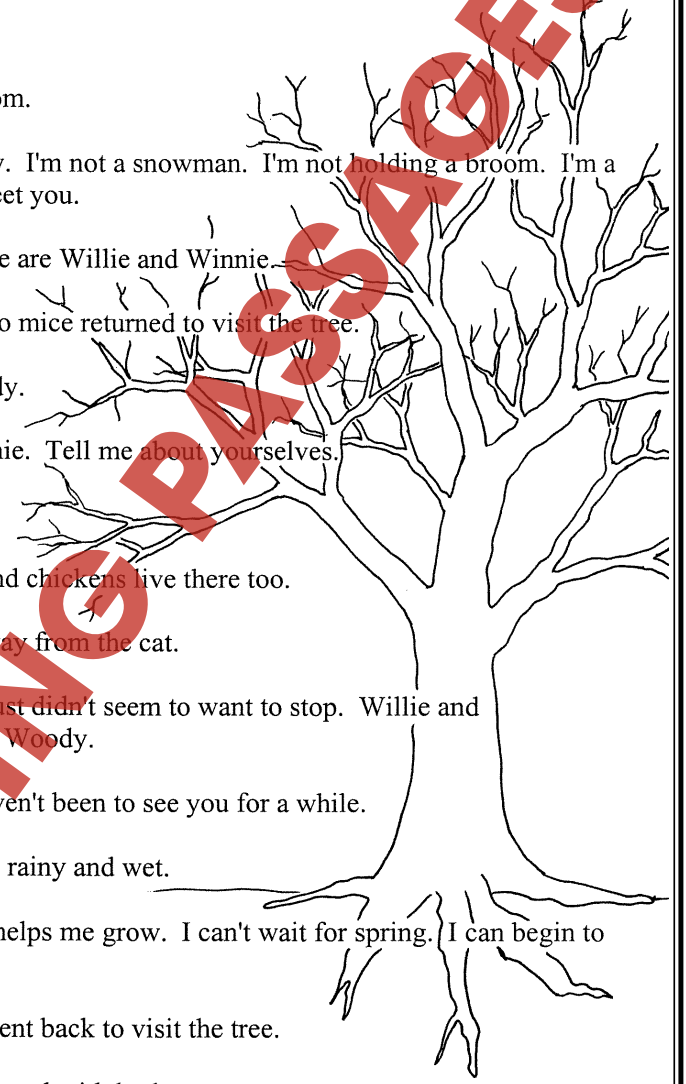 y. I'm not a snowman. I'm not holding a broom. I'm a
eet you.
e are Willie and Winnie.
o mice returned to visit the tree.
ly.
nie. Tell me about yourselves.
nd chickens live there too.
ay from the cat.
ust didn't seem to want to stop. Willie and
Woody.
ven't been to see you for a while.
rainy and wet.
helps me grow. I can't wait for spring. I can begin to
ent back to visit the tree.
ING PASSAGES